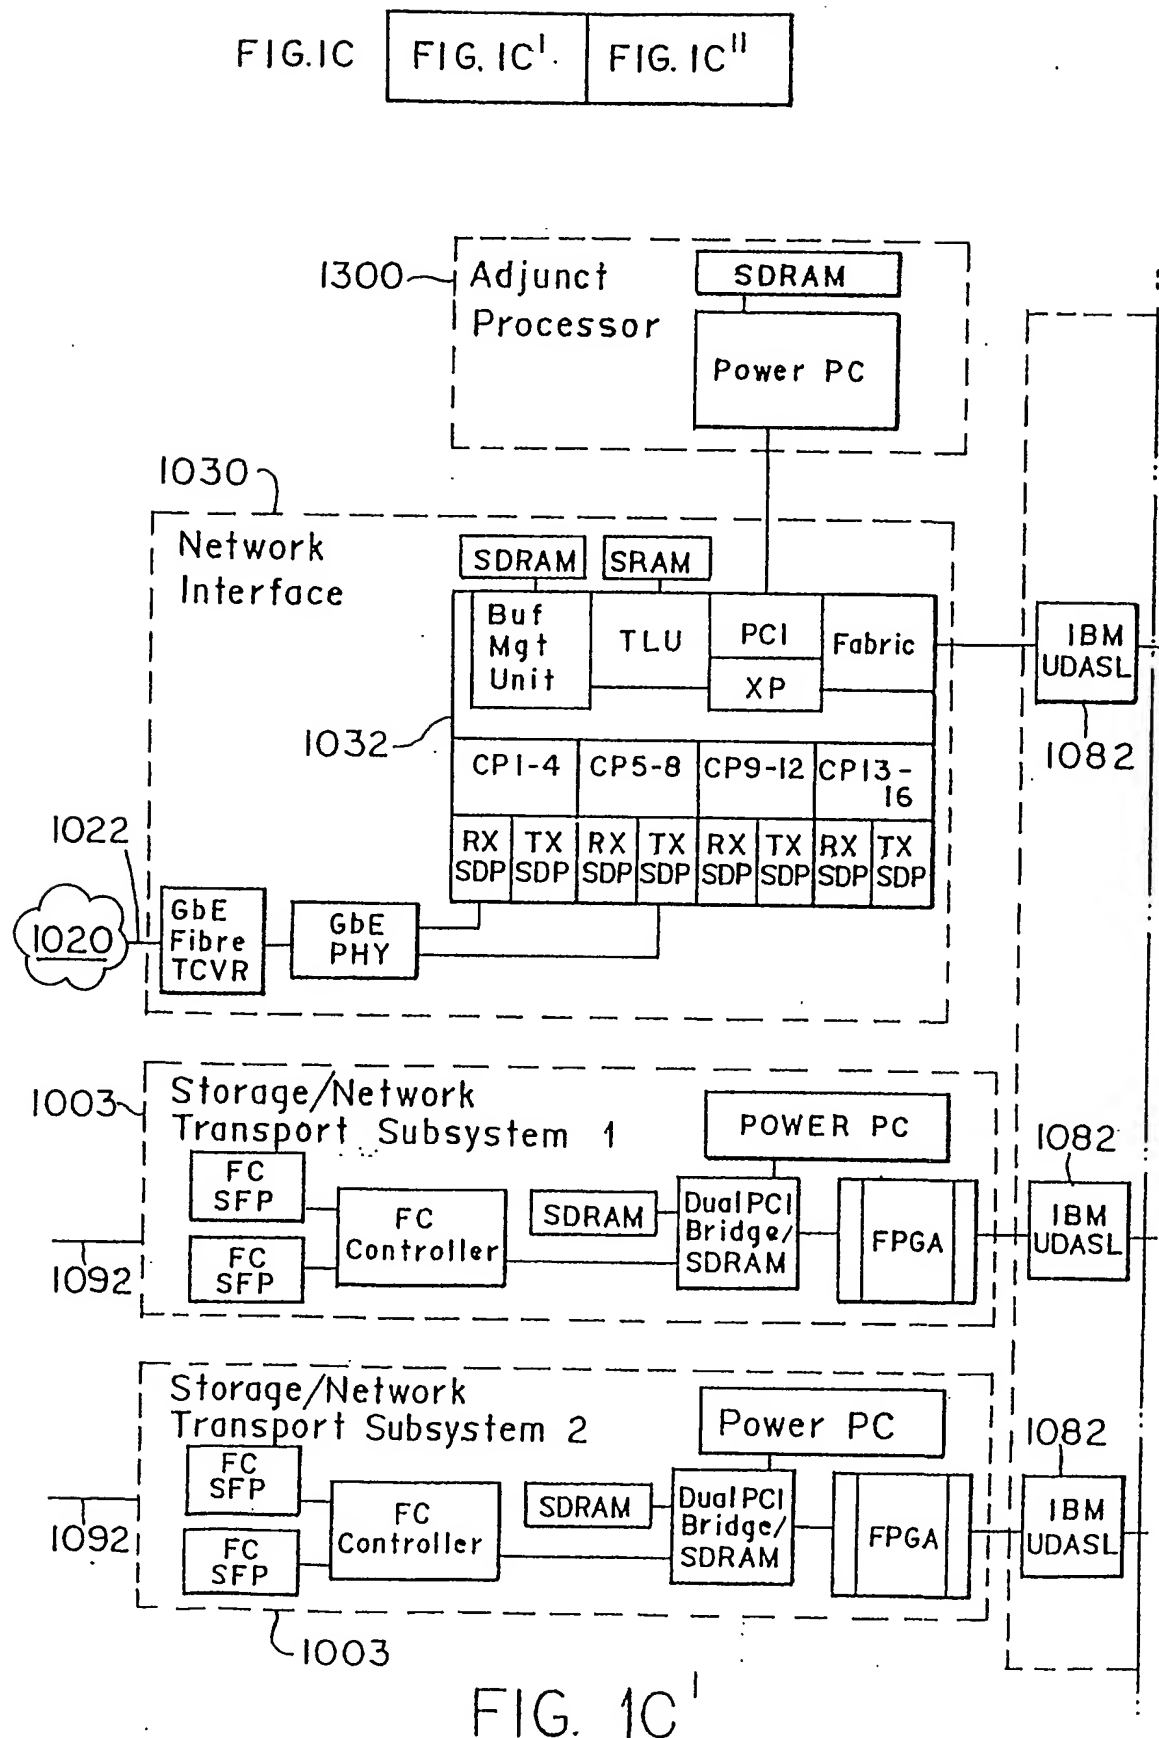 FIG.1C
FIG. 1C'
FIG. 1C"
1300
Adjunct
Processor
SDRAM
Power PC
1030
Network
Interface
SDRAM
SRAM
Buf
Mgt
Unit
TLU
PCI
XP
Fabric
IBM
UDASL
1082
1032
CP1-4
CP5-8
CP9-12
CP13-
16
RX
SDP
TX
SDP
RX
SDP
TX
SDP
RX
SDP
TX
SDP
RX
SDP
TX
SDP
1022
1020
GbE
Fibre
TCVR
GbE
PHY
1003
Storage/Network
Transport Subsystem 1
POWER PC
FC
SFP
FC
SFP
FC
Controller
SDRAM
Dual PCI
Bridge/
SDRAM
FPGA
1082
IBM
UDASL
1092
Storage/Network
Transport Subsystem 2
Power PC
FC
SFP
FC
SFP
FC
Controller
SDRAM
Dual PCI
Bridge/
SDRAM
FPGA
1082
IBM
UDASL
1092
1003
FIG. 1C'